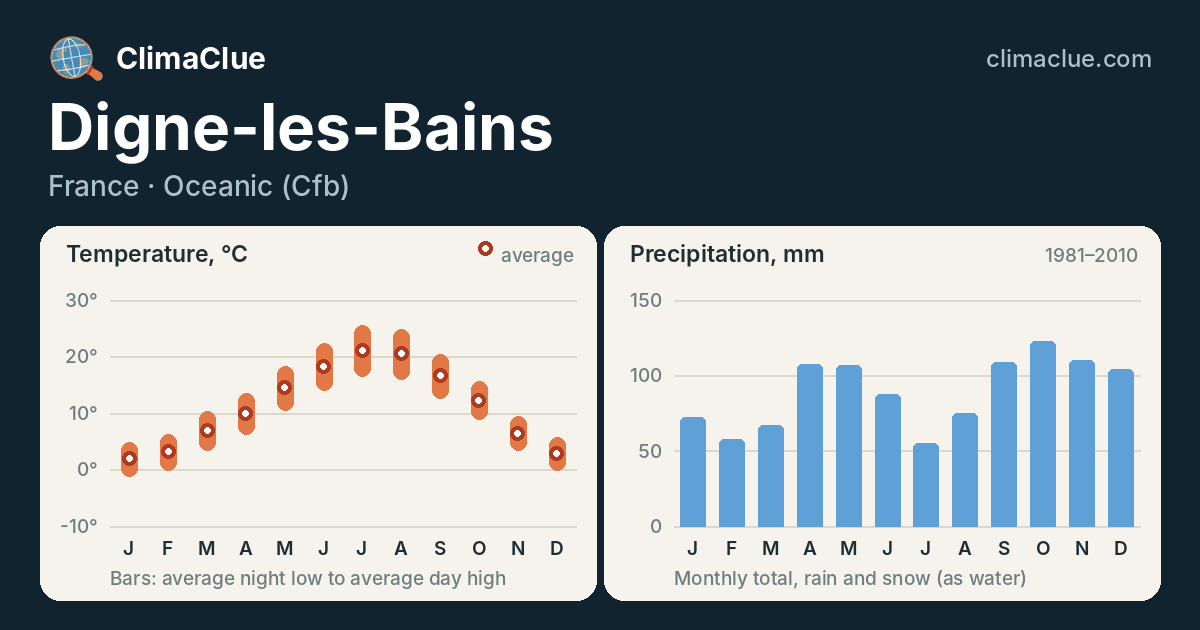 ClimaClue
climaclue.com
Digne-les-Bains
France · Oceanic (Cfb)
Temperature, °C
average
30°
20°
10°
0°
-10°
J F M A M J J A S O N D
Bars: average night low to average day high
Precipitation, mm
1981–2010
150
100
50
0
J F M A M J J A S O N D
Monthly total, rain and snow (as water)